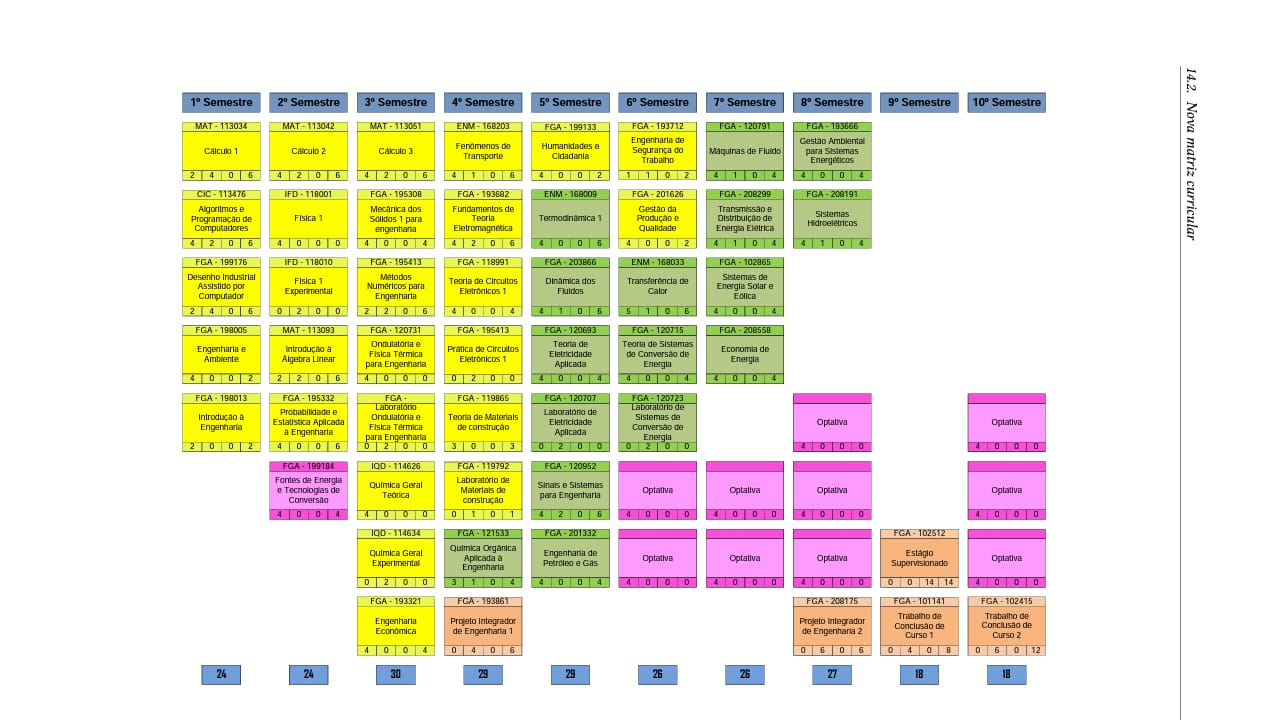 14.2. Nova matriz curricular
1º Semestre 2º Semestre 3º Semestre 4º Semestre 5º Semestre 6º Semestre 7º Semestre 8º Semestre 9º Semestre 10º Semestre
MAT - 113034
Cálculo 1
2 4 0 6
MAT - 113042
Cálculo 2
4 2 0 6
MAT - 113051
Cálculo 3
4 2 0 6
ENM - 168203
Fenômenos de
Transporte
4 1 0 6
FGA - 199133
Humanidades e
Cidadania
4 0 0 2
FGA - 193712
Engenharia de
Segurança do
Trabalho
1 1 0 2
FGA - 120791
Máquinas de Fluido
4 1 0 4
FGA - 193666
Gestão Ambiental
para Sistemas
Energéticos
4 0 0 4
CIC - 113476
Algoritmos e
Programação de
Computadores
4 2 0 6
IFD - 118001
Física 1
4 0 0 0
FGA - 195308
Mecânica dos
Sólidos 1 para
engenharia
4 0 0 4
FGA - 193682
Fundamentos de
Teoria
Eletromagnética
4 2 0 6
ENM - 168009
Termodinâmica 1
4 0 0 6
FGA - 201626
Gestão da
Produção e
Qualidade
4 0 0 2
FGA - 208299
Transmissão e
Distribuição de
Energia Elétrica
4 1 0 4
FGA - 208191
Sistemas
Hidroelétricos
4 1 0 4
FGA - 199176
Desenho Industrial
Assistido por
Computador
2 4 0 6
IFD - 118010
Física 1
Experimental
0 2 0 0
FGA - 195413
Métodos
Numéricos para
Engenharia
2 2 0 6
FGA - 118991
Teoria de Circuitos
Eletrônicos 1
4 0 0 4
FGA - 203866
Dinâmica dos
Fluidos
4 1 0 6
ENM - 168033
Transferência de
Calor
5 1 0 6
FGA - 102865
Sistemas de
Energia Solar e
Eólica
4 0 0 4
FGA - 198005
Engenharia e
Ambiente
4 0 0 2
MAT - 113093
Introdução à
Álgebra Linear
2 2 0 6
FGA - 120731
Ondulatória e
Física Térmica
para Engenharia
4 0 0 0
FGA - 195413
Prática de Circuitos
Eletrônicos 1
0 2 0 0
FGA - 120693
Teoria de
Eletricidade
Aplicada
4 0 0 4
FGA - 120715
Teoria de Sistemas
de Conversão de
Energia
4 0 0 4
FGA - 208558
Economia de
Energia
4 0 0 4
FGA - 198013
Introdução à
Engenharia
2 0 0 2
FGA - 195332
Probabilidade e
Estatística Aplicada
à Engenharia
4 0 0 6
FGA -
Laboratório
Ondulatória e
Física Térmica
para Engenharia
0 2 0 0
FGA - 119865
Teoria de Materiais
de construção
3 0 0 3
FGA - 120707
Laboratório de
Eletricidade
Aplicada
0 2 0 0
FGA - 120723
Laboratório de
Sistemas de
Conversão de
Energia
0 2 0 0
Optativa
4 0 0 0
Optativa
4 0 0 0
FGA - 199184
Fontes de Energia
e Tecnologias de
Conversão
4 0 0 4
IQD - 114626
Química Geral
Teórica
4 0 0 0
FGA - 119792
Laboratório de
Materiais de
construção
0 1 0 1
FGA - 120952
Sinais e Sistemas
para Engenharia
4 2 0 6
Optativa
4 0 0 0
Optativa
4 0 0 0
Optativa
4 0 0 0
Optativa
4 0 0 0
IQD - 114634
Química Geral
Experimental
0 2 0 0
FGA - 121533
Química Orgânica
Aplicada à
Engenharia
3 1 0 4
FGA - 201332
Engenharia de
Petróleo e Gás
4 0 0 4
Optativa
4 0 0 0
Optativa
4 0 0 0
Optativa
4 0 0 0
FGA - 102512
Estágio
Supervisionado
0 0 14 14
Optativa
4 0 0 0
FGA - 193321
Engenharia
Econômica
4 0 0 4
FGA - 193861
Projeto Integrador
de Engenharia 1
0 4 0 6
FGA - 208175
Projeto Integrador
de Engenharia 2
0 6 0 6
FGA - 101141
Trabalho de
Conclusão de
Curso 1
0 4 0 8
FGA - 102415
Trabalho de
Conclusão de
Curso 2
0 6 0 12
24 24 30 29 29 26 26 27 18 18